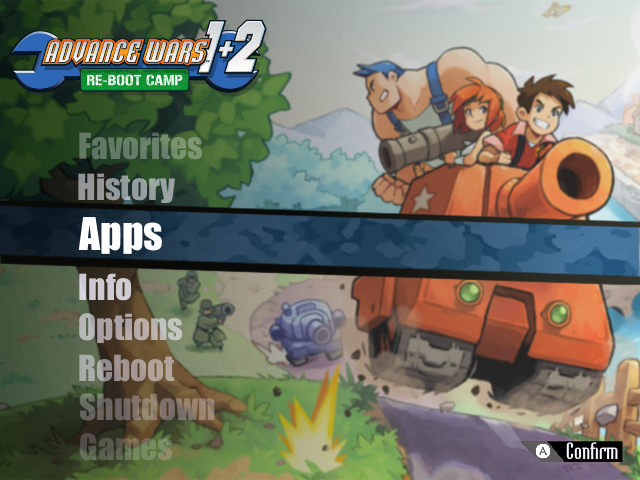 ADVANCE WARS 1+2
RE-BOOT CAMP
Favorites
History
Apps
Info
Options
Reboot
Shutdown
Games
A Confirm